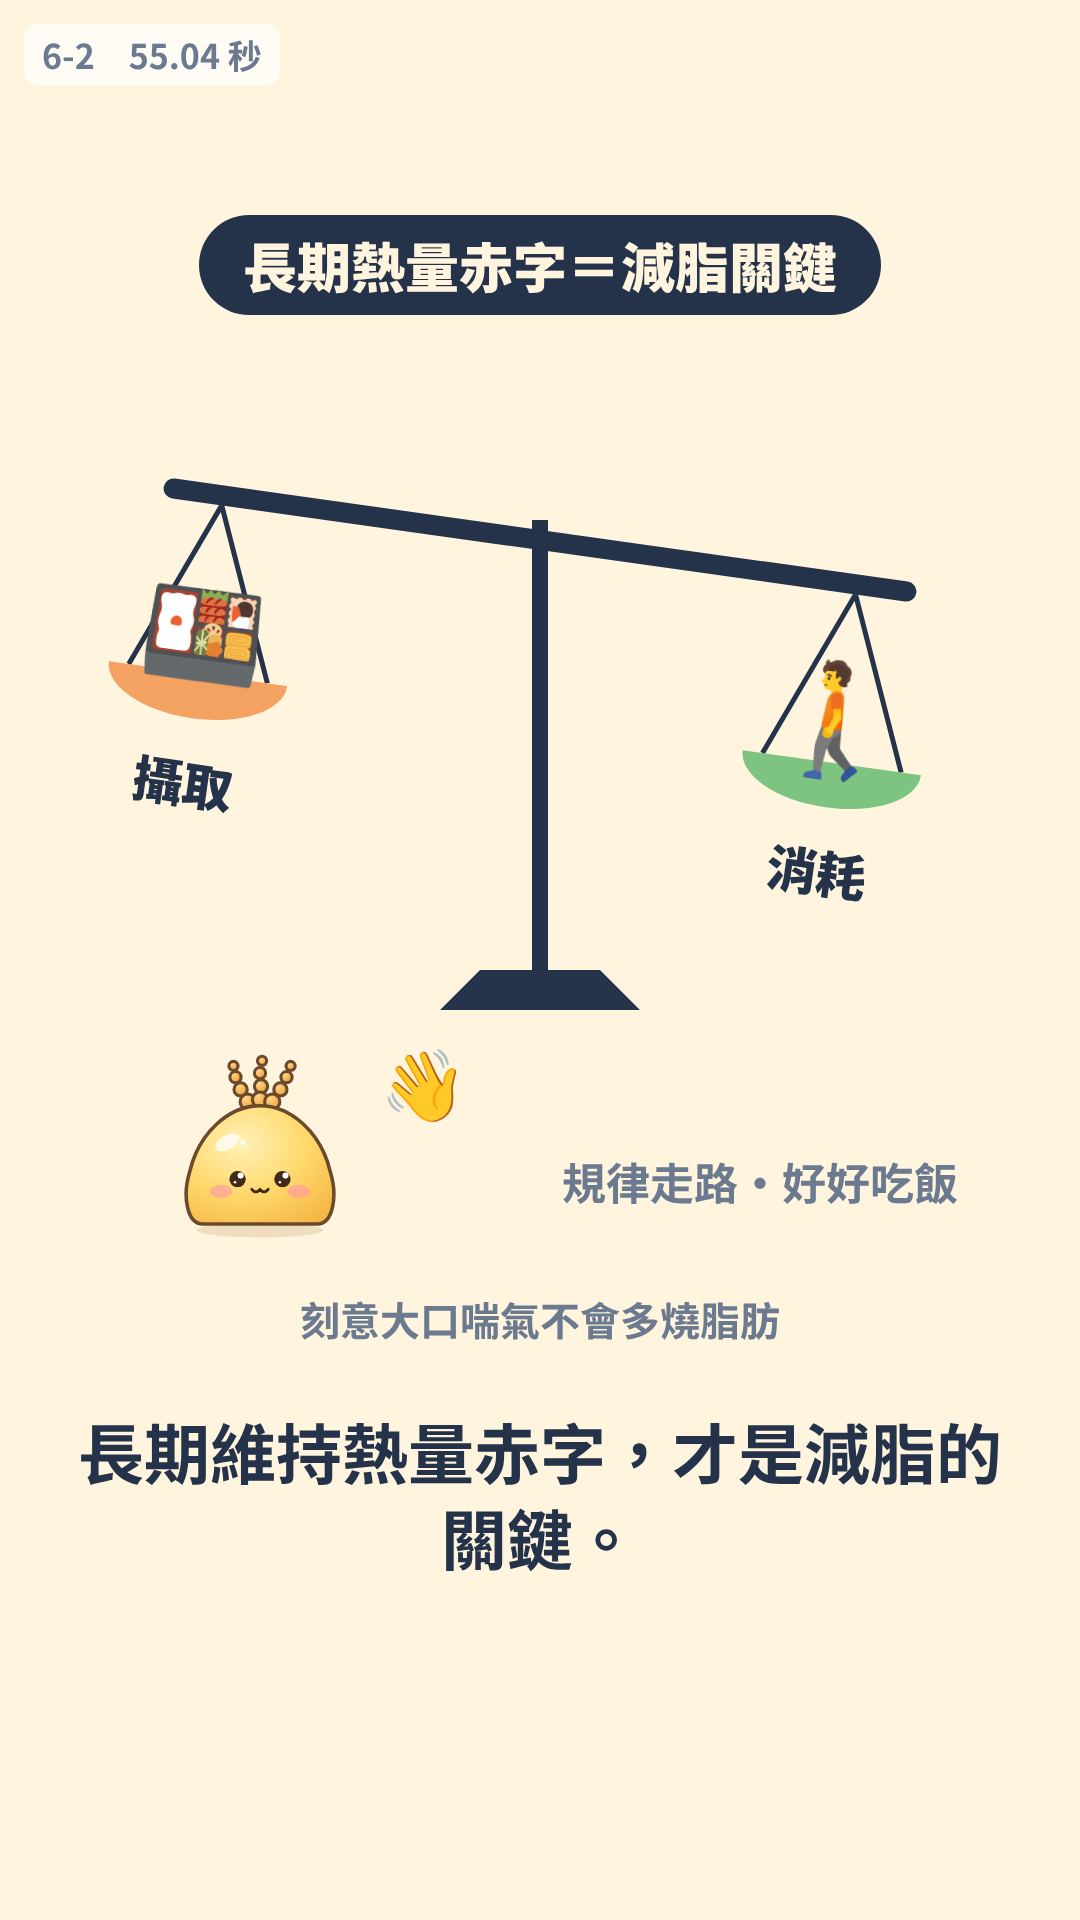 6-2 55.04 秒
長期熱量赤字＝減脂關鍵
攝取
消耗
規律走路・好好吃飯
刻意大口喘氣不會多燒脂肪
長期維持熱量赤字，才是減脂的
關鍵。